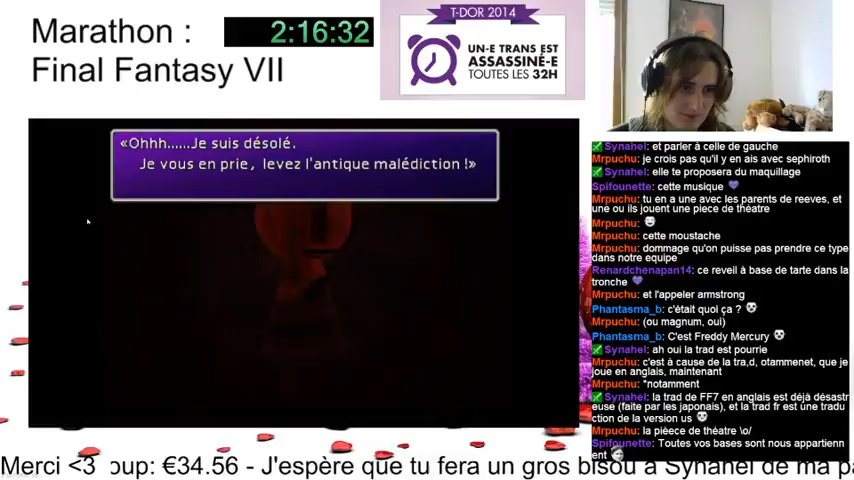 Marathon :
Final Fantasy VII
2:16:32
T-DOR 2014
UN·E TRANS EST
ASSASSINÉ·E
TOUTES LES 32H
«Ohhh......Je suis désolé.
Je vous en prie, levez l'antique malédiction !»
Synahel: et parler à celle de gauche
Mrpuchu: je crois pas qu'il y en ais avec sephiroth
Synahel: elle te proposera du maquillage
Spifounette: cette musique
Mrpuchu: tu en a une avec les parents de reeves, et
une ou ils jouent une piece de théatre
Mrpuchu:
Mrpuchu: cette moustache
Mrpuchu: dommage qu'on puisse pas prendre ce type
dans notre equipe
Renardchenapan14: ce reveil à base de tarte dans la
tronche
Mrpuchu: et l'appeler armstrong
Phantasma_b: c'était quoi ça ?
Mrpuchu: (ou magnum, oui)
Phantasma_b: C'est Freddy Mercury
Synahel: ah oui la trad est pourrie
Mrpuchu: c'est à cause de la tra,d, otammenet, que je
joue en anglais, maintenant
Mrpuchu: *notamment
Synahel: la trad de FF7 en anglais est déjà désastr
euse (faite par les japonais), et la trad fr est une tradu
ction de la version us
Mrpuchu: la pièece de théatre \o/
Spifounette: Toutes vos bases sont nous appartienn
ent
Merci <3 oup: €34.56 - J'espère que tu fera un gros bisou à Synahel de ma pa